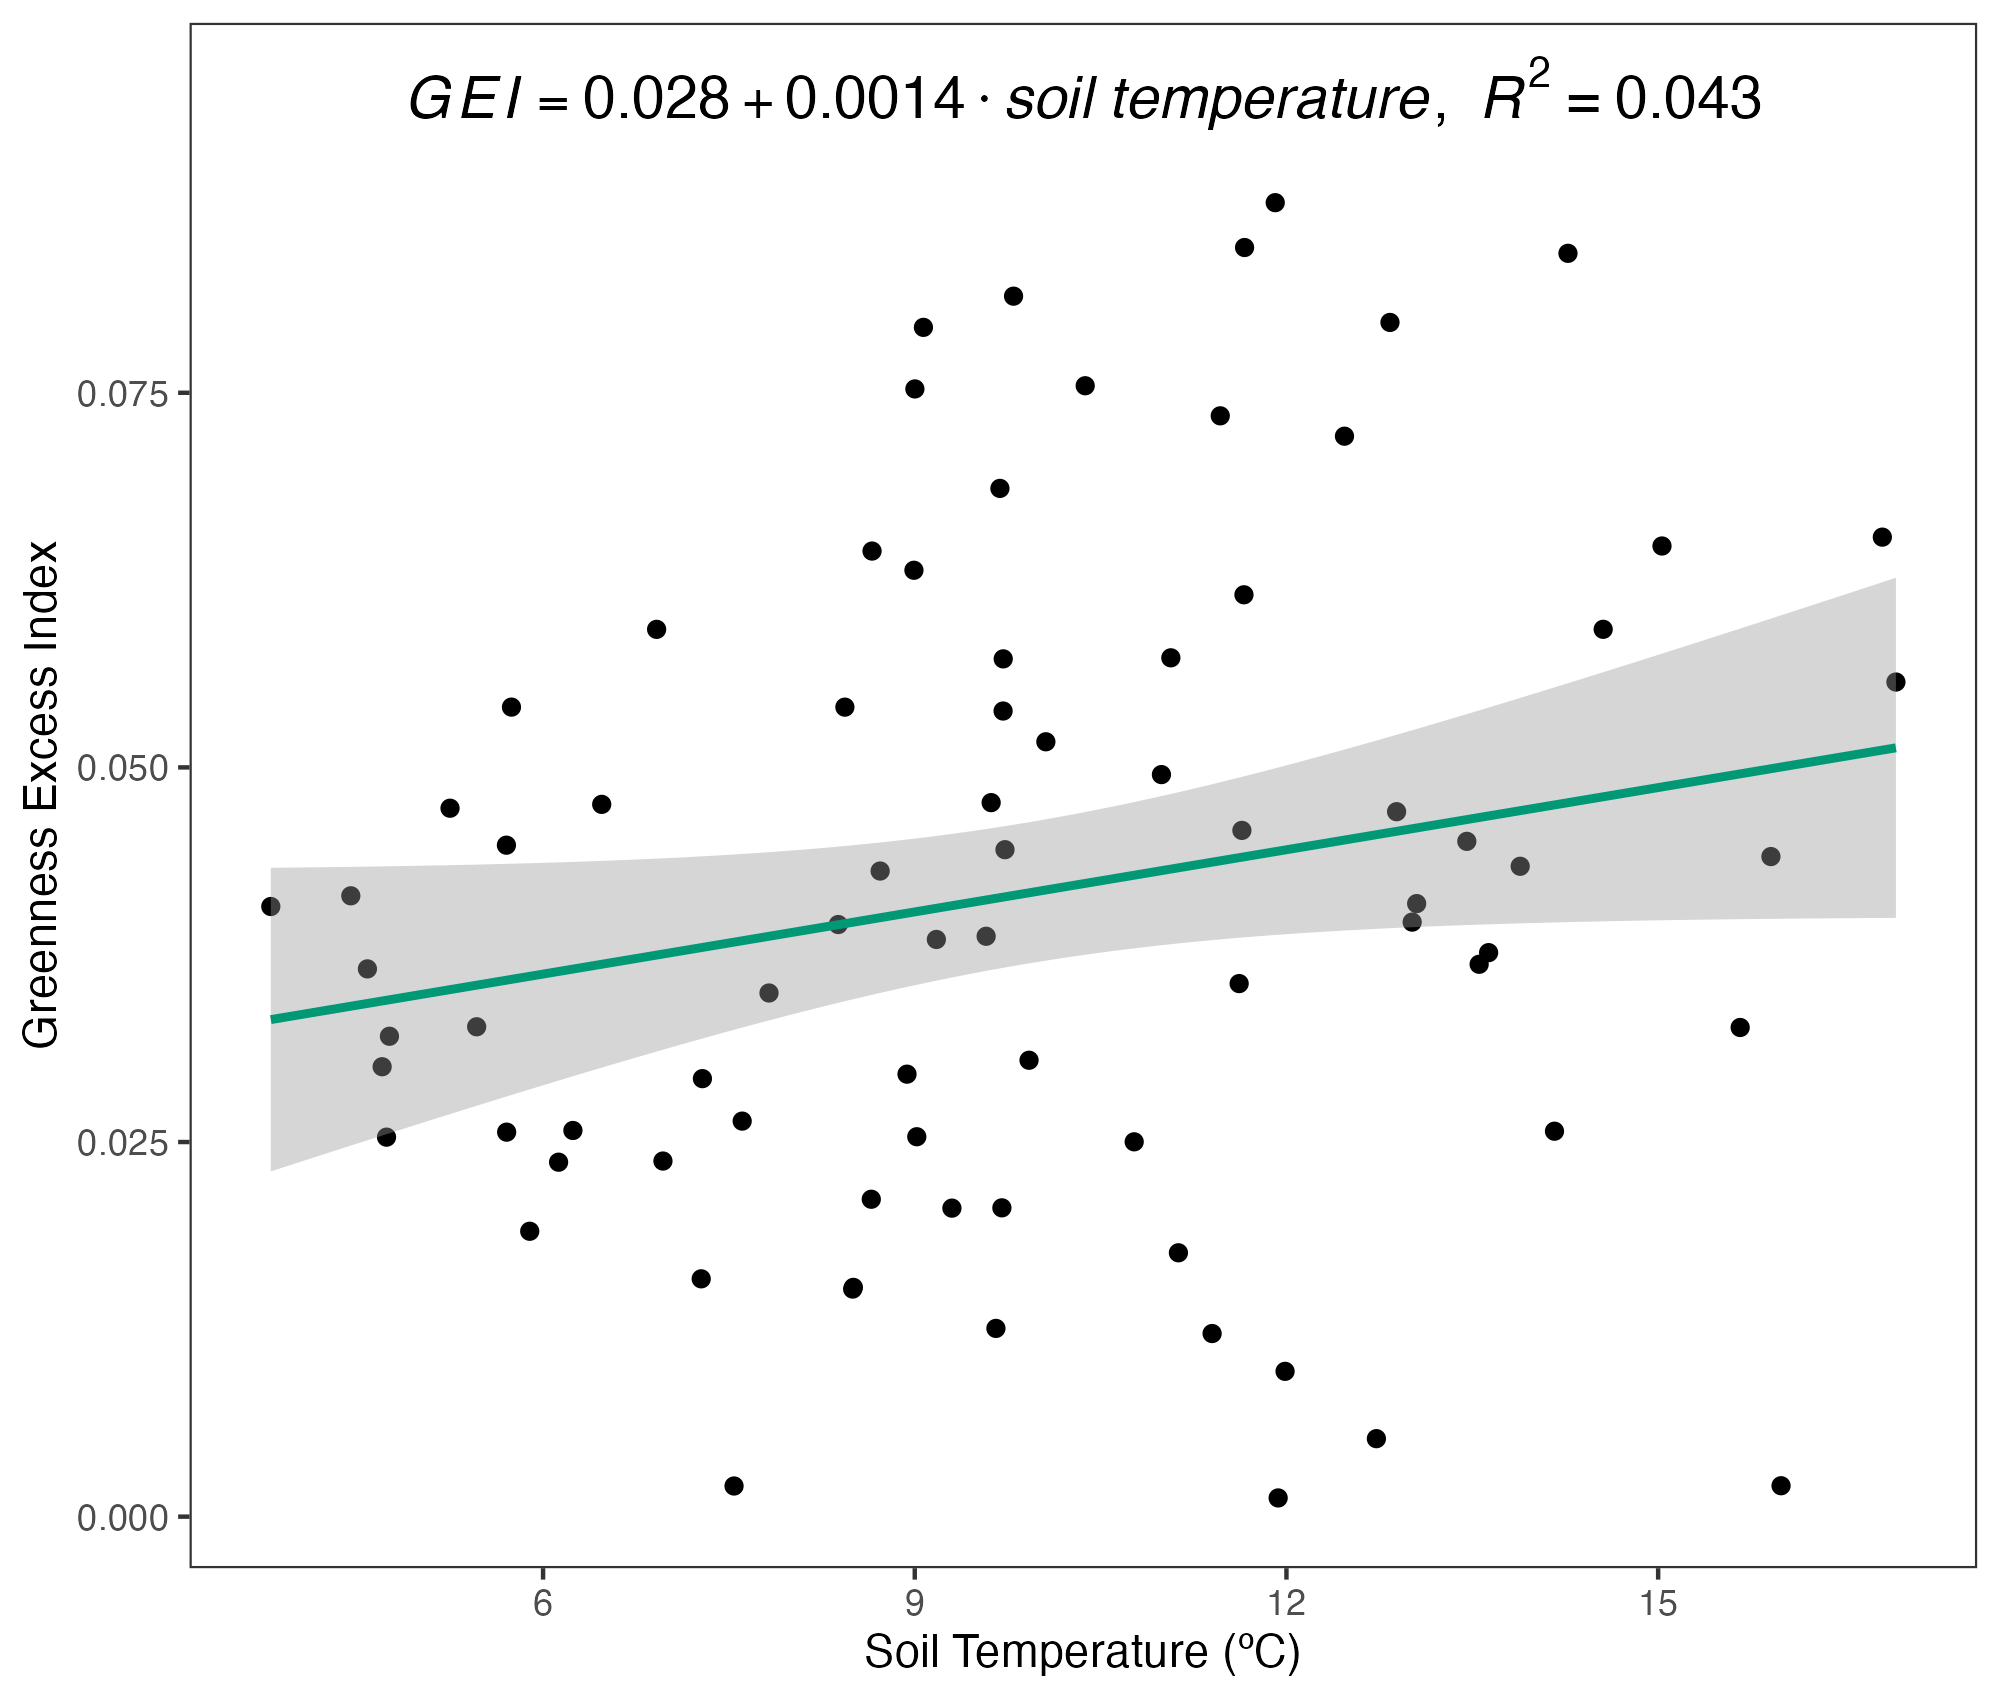 GEI = 0.028 + 0.0014 · soil temperature, R² = 0.043
Greenness Excess Index
0.075
0.050
0.025
0.000
6 9 12 15
Soil Temperature (ºC)